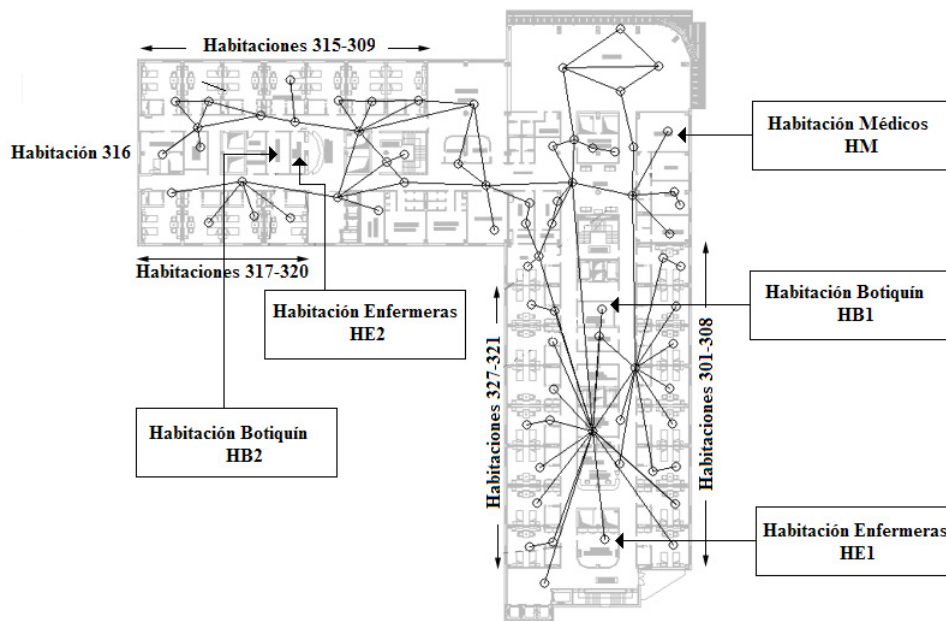 Habitaciones 315-309
Habitación 316
Habitación Médicos
HM
Habitaciones 317-320
Habitación Enfermeras
HE2
Habitación Botiquín
HB1
Habitaciones 327-321
Habitaciones 301-308
Habitación Botiquín
HB2
Habitación Enfermeras
HE1